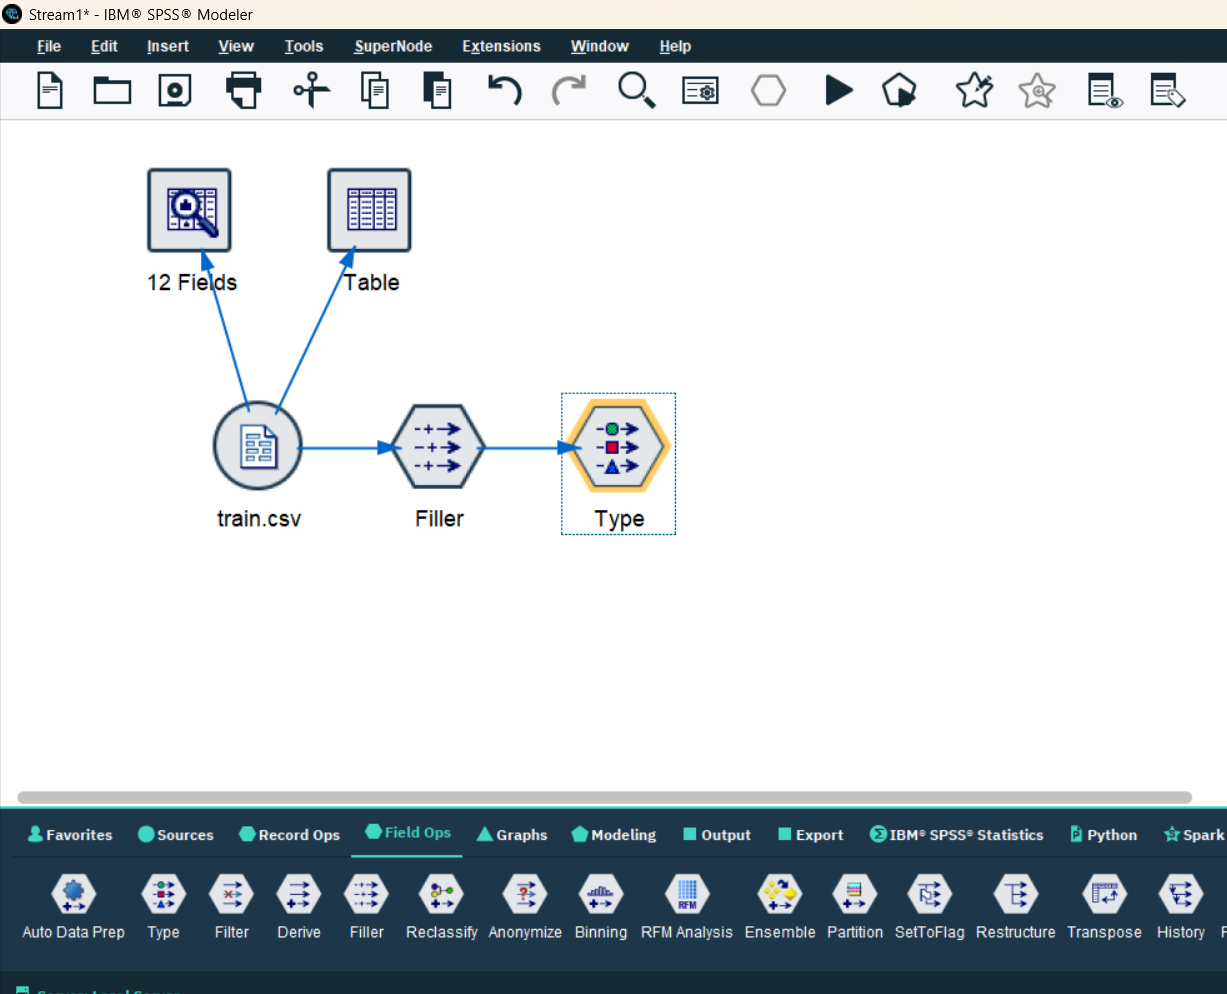 Stream1* - IBM® SPSS® Modeler
File Edit Insert View Tools SuperNode Extensions Window Help
12 Fields Table
train.csv Filler Type
Favorites Sources Record Ops Field Ops Graphs Modeling Output Export IBM® SPSS® Statistics Python Spark
RFM
Auto Data Prep Type Filter Derive Filler Reclassify Anonymize Binning RFM Analysis Ensemble Partition SetToFlag Restructure Transpose History